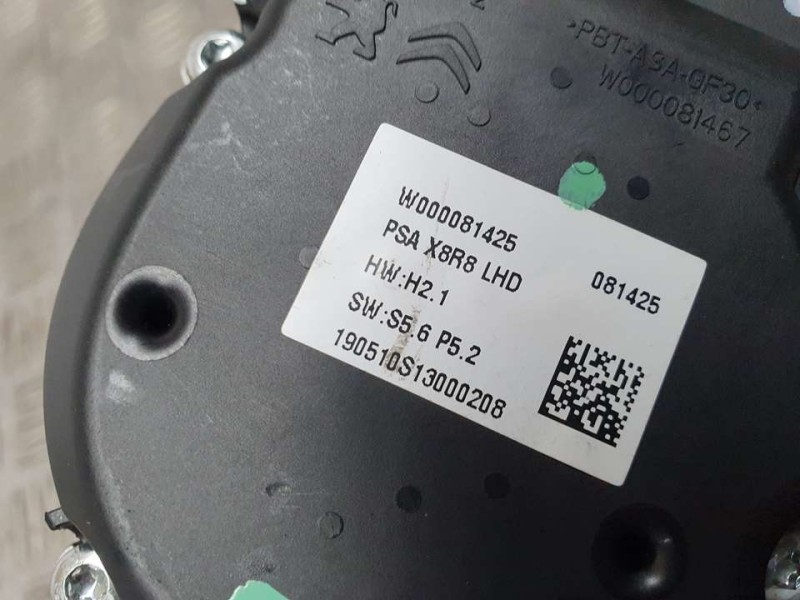 >PBT-ASA-GF30<
W000081467
W000081425
PSA X8R8 LHD
081425
HW:H2.1
SW:S5.6 P5.2
190510S13000208